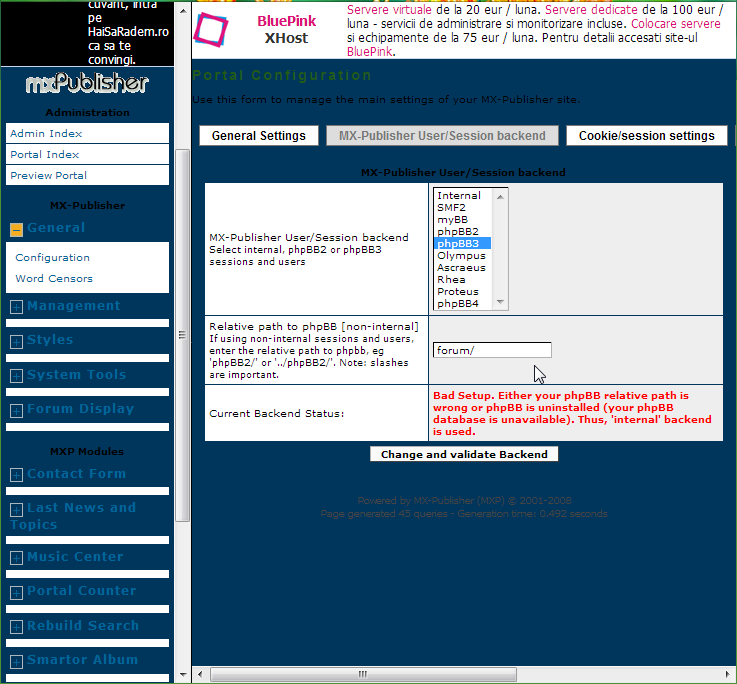 cuvant, intra
pe
HaiSaRadem.ro
ca sa te
convingi.
mxPublisher
Administration
Admin Index
Portal Index
Preview Portal
MX-Publisher
General
Configuration
Word Censors
Management
Styles
System Tools
Forum Display
MXP Modules
Contact Form
Last News and
Topics
Music Center
Portal Counter
Rebuild Search
Smartor Album
BluePink
XHost
Servere virtuale de la 20 eur / luna. Servere dedicate de la 100 eur /
luna - servicii de administrare si monitorizare incluse. Colocare servere
si echipamente de la 75 eur / luna. Pentru detalii accesati site-ul
BluePink.
Portal Configuration
Use this form to manage the main settings of your MX-Publisher site.
General Settings
MX-Publisher User/Session backend
Cookie/session settings
MX-Publisher User/Session backend
MX-Publisher User/Session backend
Select internal, phpBB2 or phpBB3
sessions and users
Internal
SMF2
myBB
phpBB2
phpBB3
Olympus
Ascraeus
Rhea
Proteus
phpBB4
Relative path to phpBB [non-internal]
If using non-internal sessions and users,
enter the relative path to phpbb, eg
'phpBB2/' or '../phpBB2/'. Note: slashes
are important.
forum/
Current Backend Status:
Bad Setup. Either your phpBB relative path is
wrong or phpBB is uninstalled (your phpBB
database is unavailable). Thus, 'internal' backend
is used.
Change and validate Backend
Powered by MX-Publisher (MXP) © 2001-2008
Page generated 45 queries - Generation time: 0.492 seconds